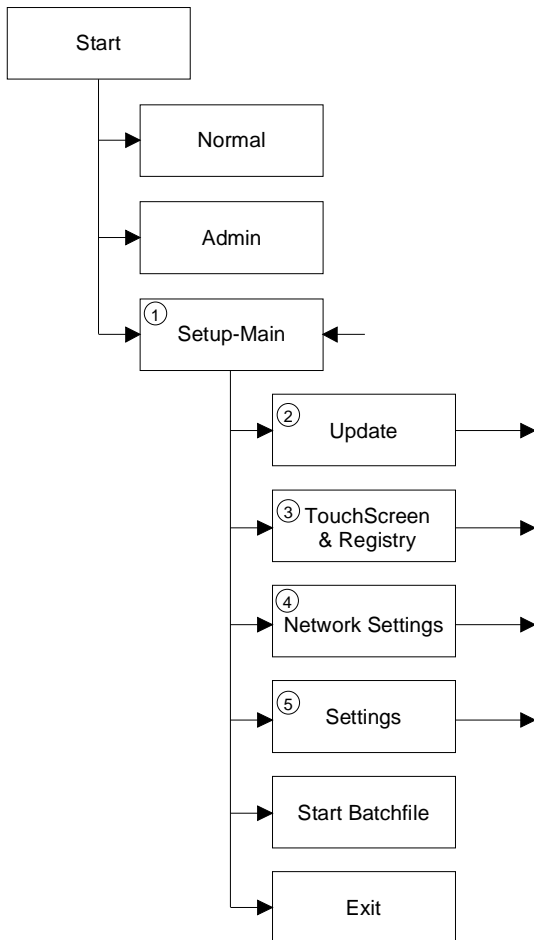 Start
Normal
Admin
1
Setup-Main
2
Update
3
TouchScreen
& Registry
4
Network Settings
5
Settings
Start Batchfile
Exit